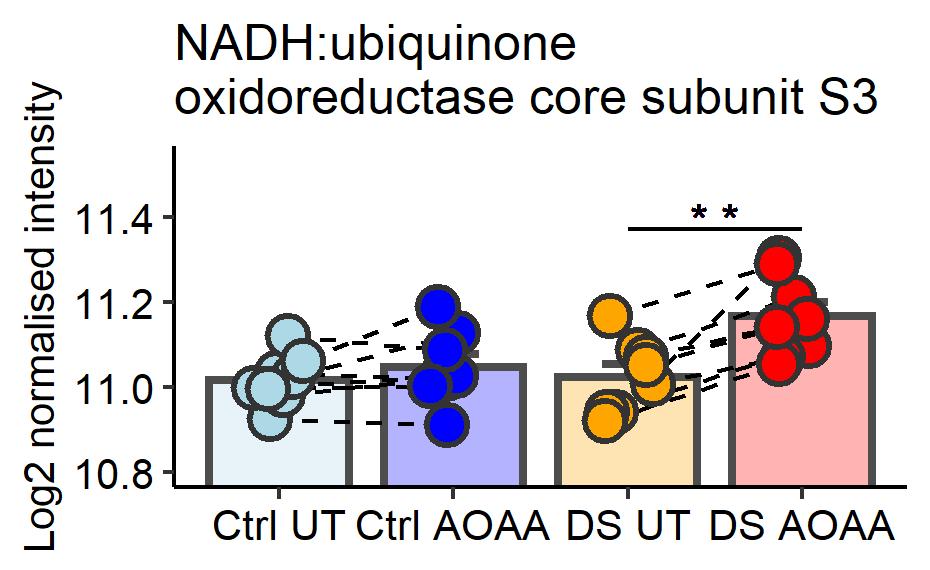 NADH:ubiquinone
oxidoreductase core subunit S3
Log2 normalised intensity
11.4
11.2
11.0
10.8
* *
Ctrl UT Ctrl AOAA DS UT DS AOAA